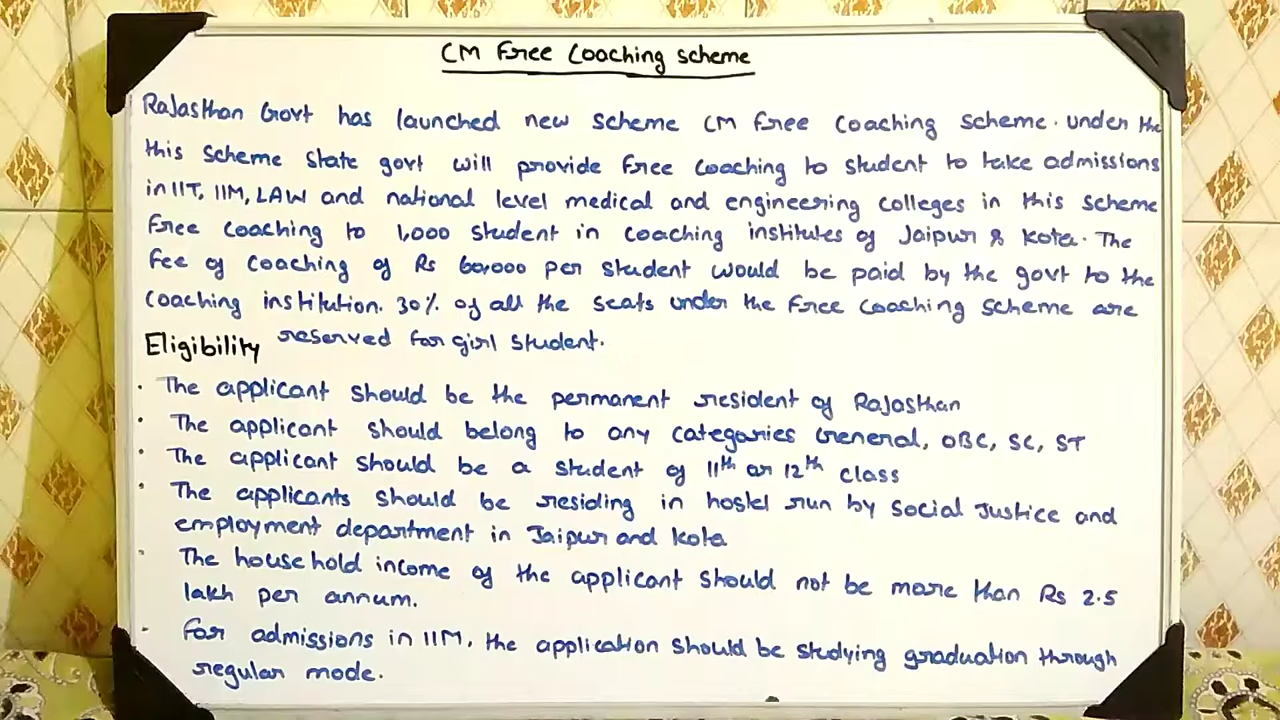 CM Free Coaching scheme
Rajasthan Govt has launched new scheme CM Free Coaching scheme. under the
this scheme state govt will provide free coaching to student to take admissions
in IIT, IIM, LAW and national level medical and engineering colleges in this scheme
free coaching to 1,000 student in coaching institutes of Jaipur & Kota. The
fee of coaching of Rs 60,000 per student would be paid by the govt to the
coaching institution. 30% of all the seats under the free coaching scheme are
reserved for girl student.
Eligibility
• The applicant should be the permanent resident of Rajasthan
• The applicant should belong to any categories General, OBC, SC, ST
• The applicant should be a student of 11th or 12th class
• The applicants should be residing in hostel run by social Justice and
employment department in Jaipur and Kota
• The household income of the applicant should not be more than Rs 2.5
lakh per annum.
• For admissions in IIM, the application should be studying graduation through
regular mode.